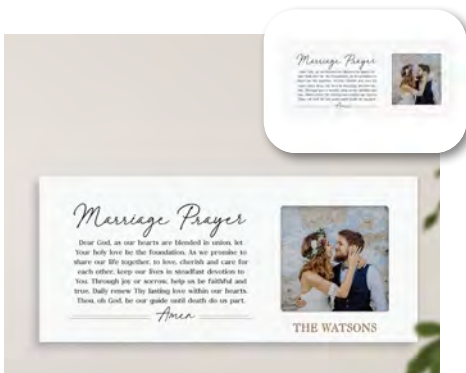 Marriage Prayer
Marriage Prayer
Dear God, as our hearts are blended in union, let
Your holy love be the foundation. As we promise to
share our life together, to love, cherish and care for
each other, keep our lives in steadfast devotion to
You. Through joy or sorrow, help us be faithful and
true. Daily renew Thy lasting love within our hearts.
Thou, oh God, be our guide until death do us part.
Amen
THE WATSONS